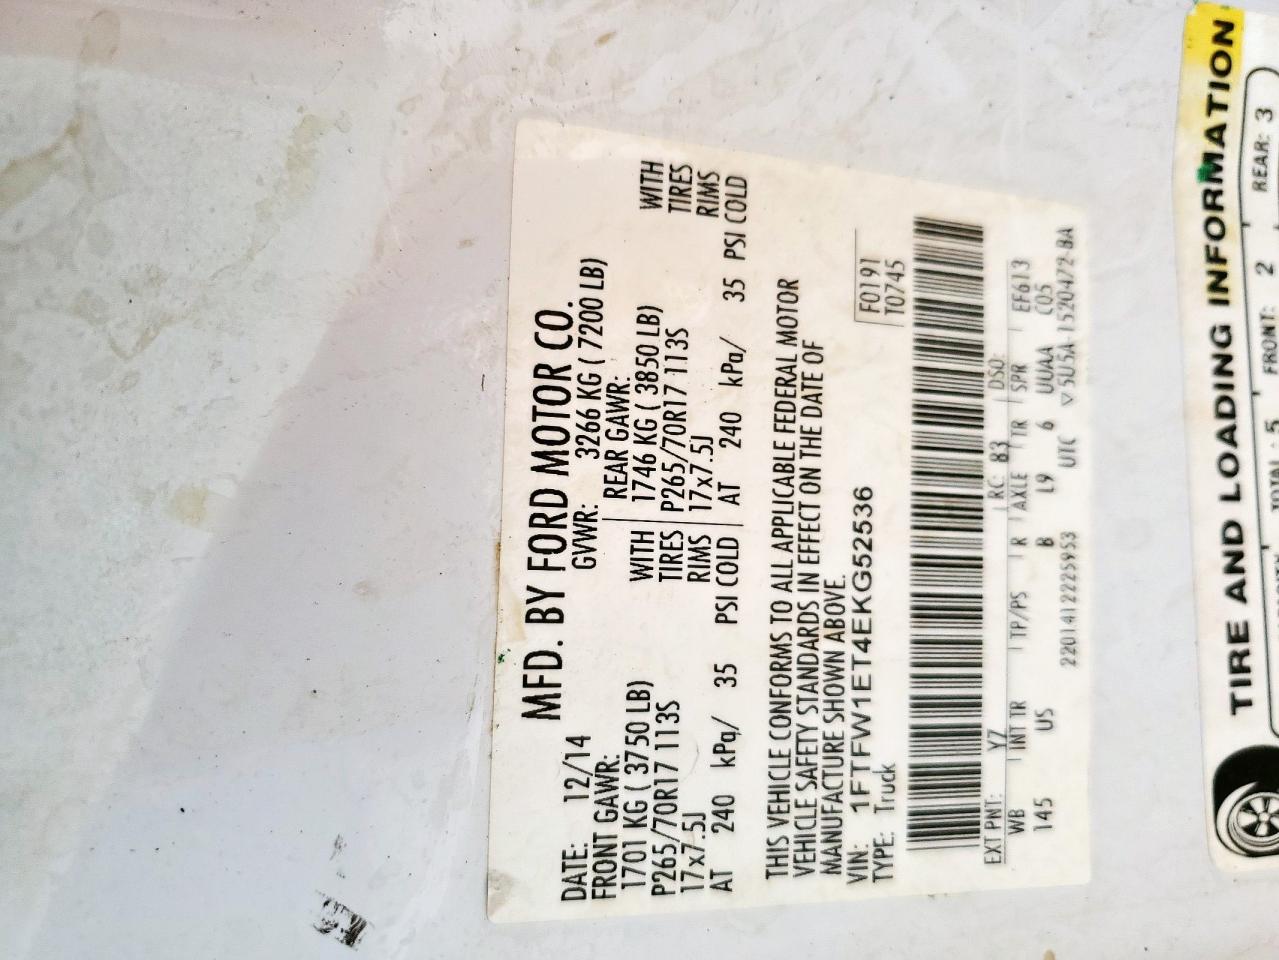 MFD. BY FORD MOTOR CO.
DATE: 12/14 GVWR: 3266 KG ( 7200 LB)
FRONT GAWR: REAR GAWR:
1701 KG ( 3750 LB) WITH 1746 KG ( 3850 LB) WITH
P265/70R17 113S TIRES P265/70R17 113S TIRES
17x7.5J RIMS 17x7.5J RIMS
AT 240 kPa/ 35 PSI COLD AT 240 kPa/ 35 PSI COLD
THIS VEHICLE CONFORMS TO ALL APPLICABLE FEDERAL MOTOR
VEHICLE SAFETY STANDARDS IN EFFECT ON THE DATE OF
MANUFACTURE SHOWN ABOVE.
VIN: 1FTFW1ET4EKG52536 F0191
TYPE: Truck T0745
EXT PNT: YZ RC: 83 DSO:
WB INT TR TP/PS R AXLE TR SPR EF613
145 US B L9 6 UUAA C05
2201412225953 UTC ▽5U5A-1520472-BA
TIRE AND LOADING INFORMATION
TOTAL: 5 FRONT: 2 REAR: 3